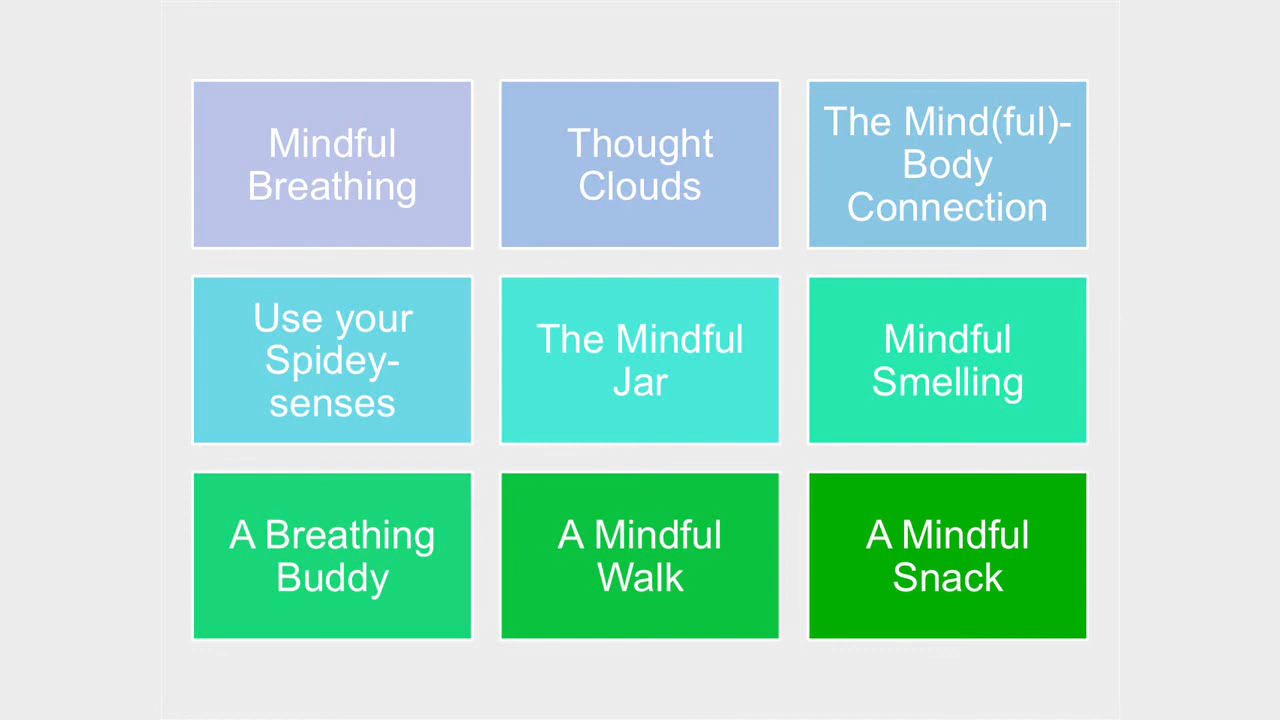 Mindful
Breathing
Thought
Clouds
The Mind(ful)-
Body
Connection
Use your
Spidey-
senses
The Mindful
Jar
Mindful
Smelling
A Breathing
Buddy
A Mindful
Walk
A Mindful
Snack